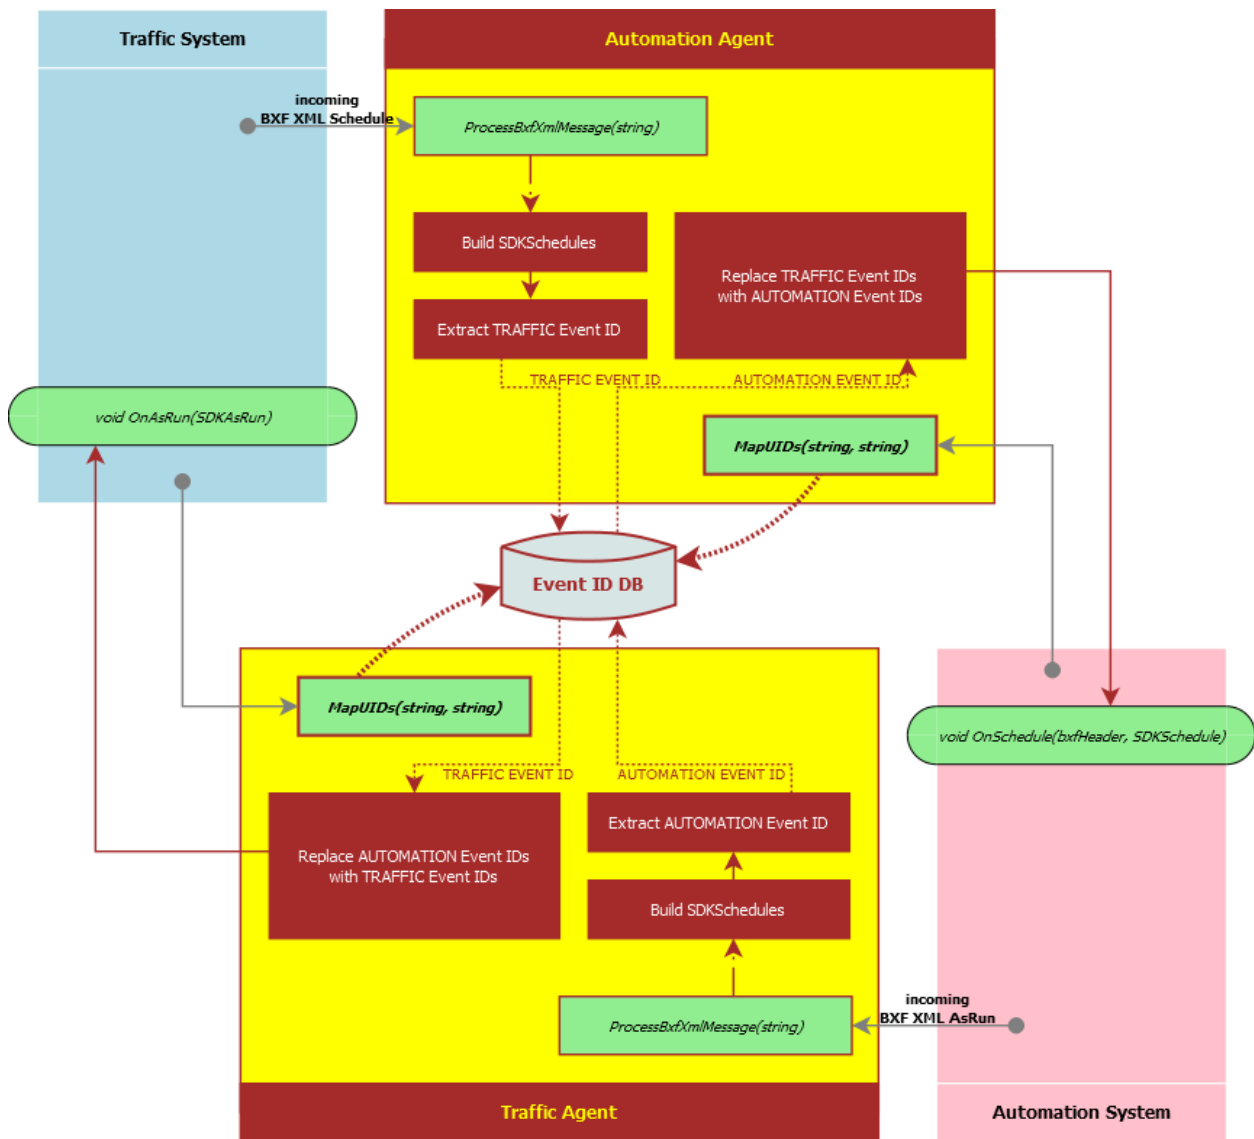 Traffic System
Automation Agent
incoming
BXF XML Schedule
ProcessBxfXmlMessage(string)
Build SDKSchedules
Replace TRAFFIC Event IDs
with AUTOMATION Event IDs
Extract TRAFFIC Event ID
TRAFFIC EVENT ID
AUTOMATION EVENT ID
void OnAsRun(SDKAsRun)
MapUIDs(string, string)
Event ID DB
MapUIDs(string, string)
void OnSchedule(bxfHeader, SDKSchedule)
TRAFFIC EVENT ID
AUTOMATION EVENT ID
Extract AUTOMATION Event ID
Replace AUTOMATION Event IDs
with TRAFFIC Event IDs
Build SDKSchedules
incoming
BXF XML AsRun
ProcessBxfXmlMessage(string)
Traffic Agent
Automation System